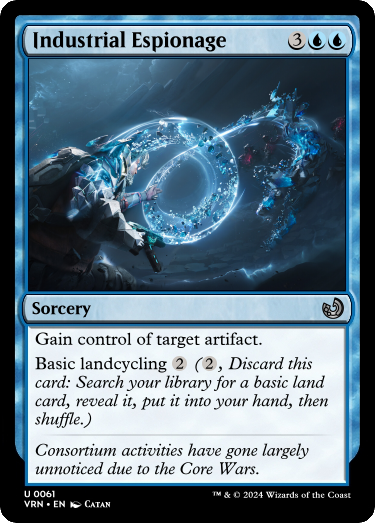 Industrial Espionage 3
Sorcery
Gain control of target artifact.
Basic landcycling 2 (2, Discard this
card: Search your library for a basic land
card, reveal it, put it into your hand, then
shuffle.)
Consortium activities have gone largely
unnoticed due to the Core Wars.
U 0061
VRN • EN Catan
™ & © 2024 Wizards of the Coast